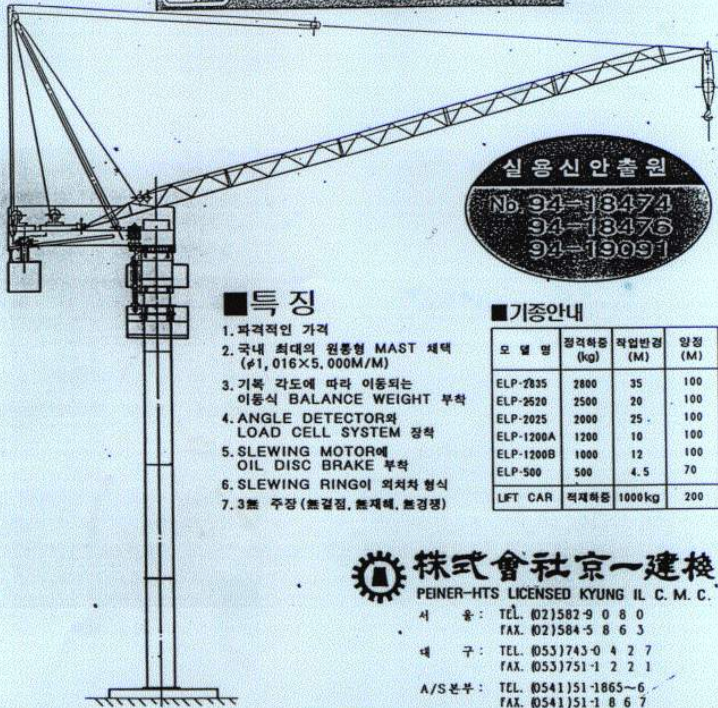 실용신안출원
No. 94-18474
94-18476
94-19091
■특징
1. 파격적인 가격
2. 국내 최대의 원통형 MAST 채택
(φ1,016×5,000M/M)
3. 기복 각도에 따라 이동되는
이동식 BALANCE WEIGHT 부착
4. ANGLE DETECTOR와
LOAD CELL SYSTEM 장착
5. SLEWING MOTOR에
OIL DISC BRAKE 부착
6. SLEWING RING이 외치차 형식
7. 3無 주장 (無결점, 無재해, 無경쟁)
■기종안내
모델명 정격하중(kg) 작업반경(M) 양정(M)
ELP-2835 2800 35 100
ELP-2520 2500 20 100
ELP-2025 2000 25 100
ELP-1200A 1200 10 100
ELP-1200B 1000 12 100
ELP-500 500 4.5 70
LIFT CAR 적재하중 1000kg 200
株式會社京一建機
PEINER-HTS LICENSED KYUNG IL C. M. C.
서 울 : TEL. (02)582-9 0 8 0
FAX. (02)584-5 8 6 3
대 구 : TEL. (053)743-0 4 2 7
FAX. (053)751-1 2 2 1
A/S본부 : TEL. (0541)51-1865~6
FAX. (0541)51-1 8 6 7